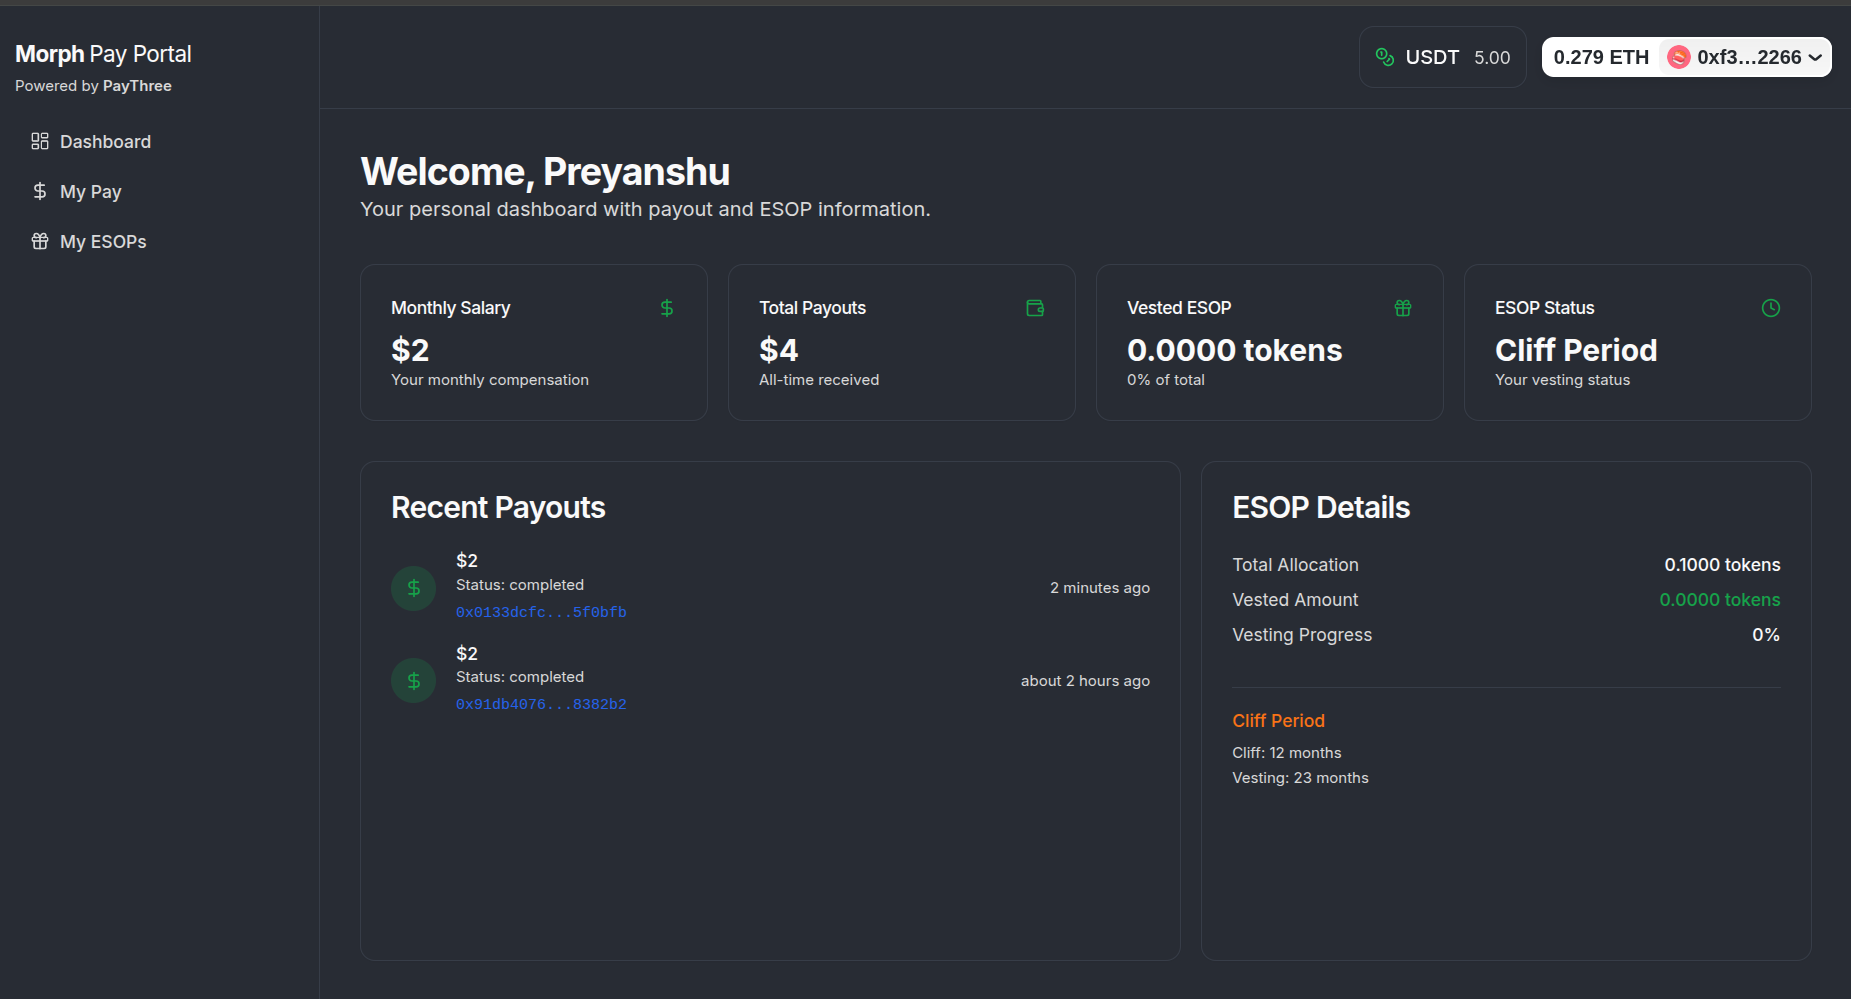 Morph Pay Portal
Powered by PayThree
Dashboard
My Pay
My ESOPs
USDT 5.00
0.279 ETH 0xf3...2266
Welcome, Preyanshu
Your personal dashboard with payout and ESOP information.
Monthly Salary
$2
Your monthly compensation
Total Payouts
$4
All-time received
Vested ESOP
0.0000 tokens
0% of total
ESOP Status
Cliff Period
Your vesting status
Recent Payouts
$2
Status: completed
0x0133dcfc...5f0bfb
2 minutes ago
$2
Status: completed
0x91db4076...8382b2
about 2 hours ago
ESOP Details
Total Allocation 0.1000 tokens
Vested Amount 0.0000 tokens
Vesting Progress 0%
Cliff Period
Cliff: 12 months
Vesting: 23 months